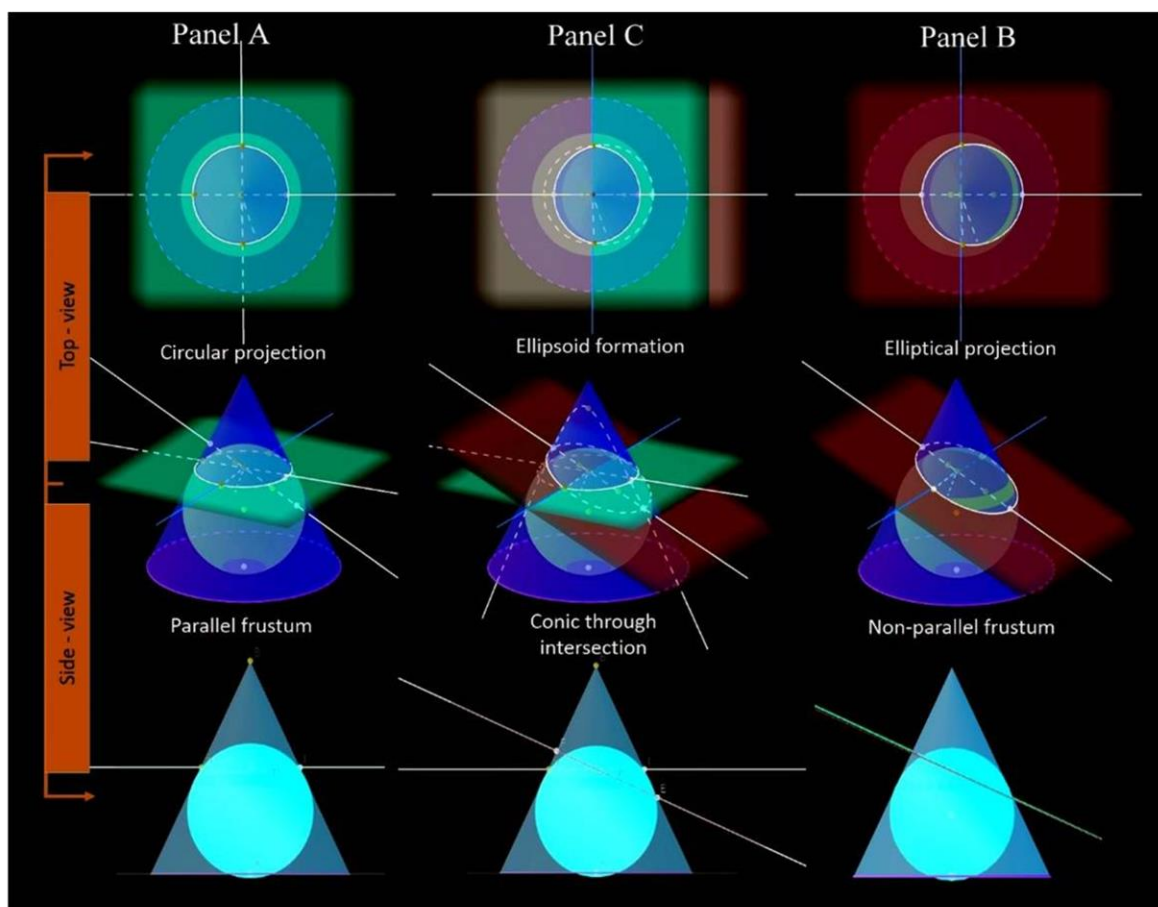 Panel A
Panel C
Panel B
Top - view
Circular projection
Ellipsoid formation
Elliptical projection
Side - view
Parallel frustum
Conic through
intersection
Non-parallel frustum
E